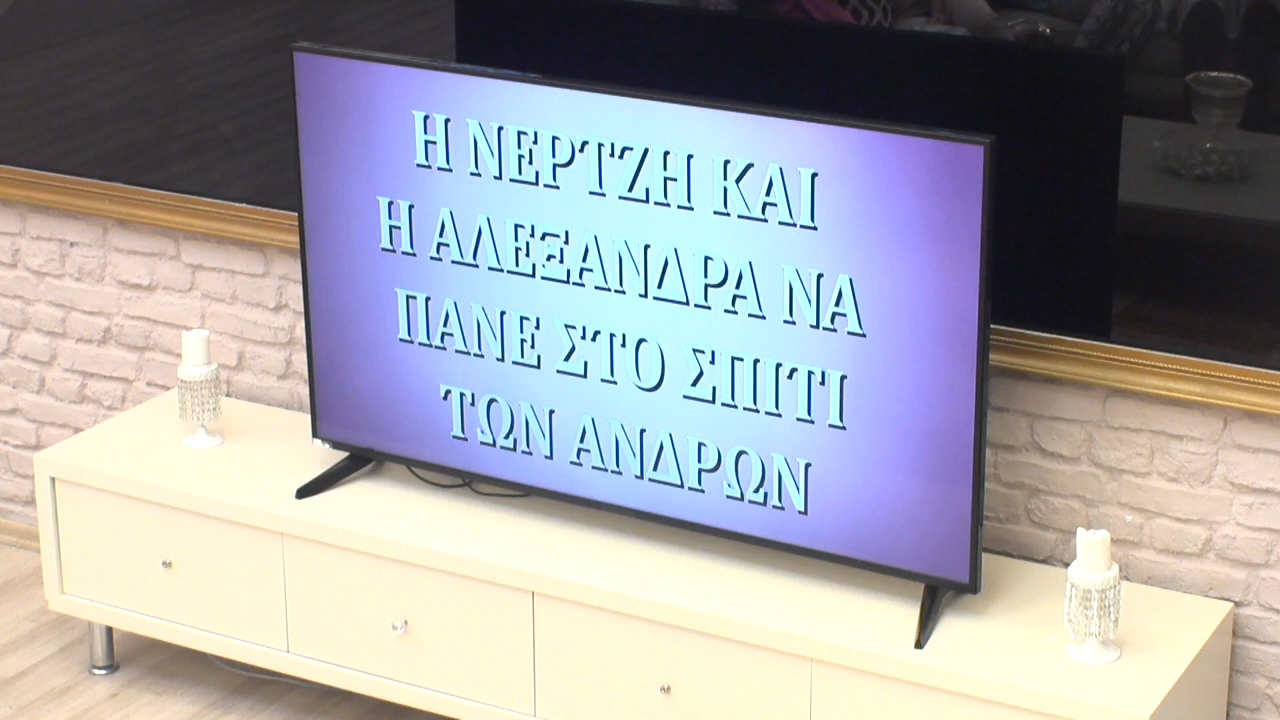 Η ΝΕΡΤΖΗ ΚΑΙ
Η ΑΛΕΞΑΝΔΡΑ ΝΑ
ΠΑΝΕ ΣΤΟ ΣΠΙΤΙ
ΤΩΝ ΑΝΔΡΩΝ